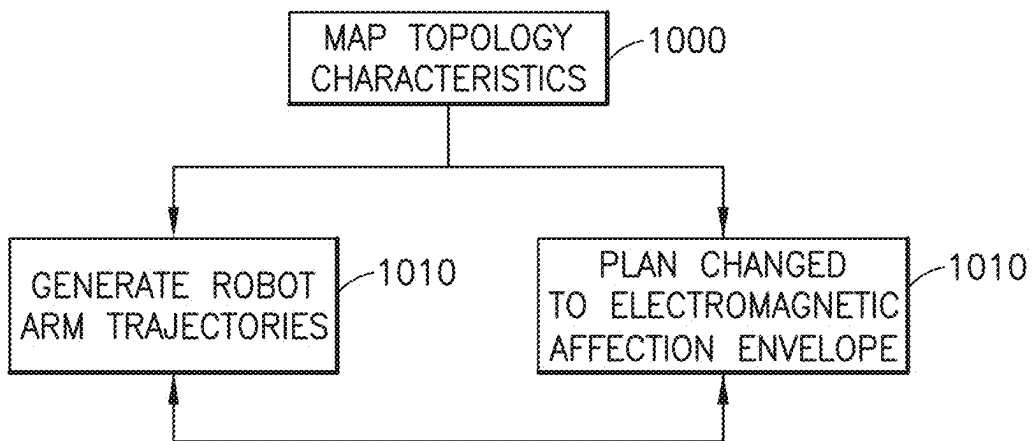 MAP TOPOLOGY
CHARACTERISTICS
1000
GENERATE ROBOT
ARM TRAJECTORIES
1010
PLAN CHANGED
TO ELECTROMAGNETIC
AFFECTION ENVELOPE
1010